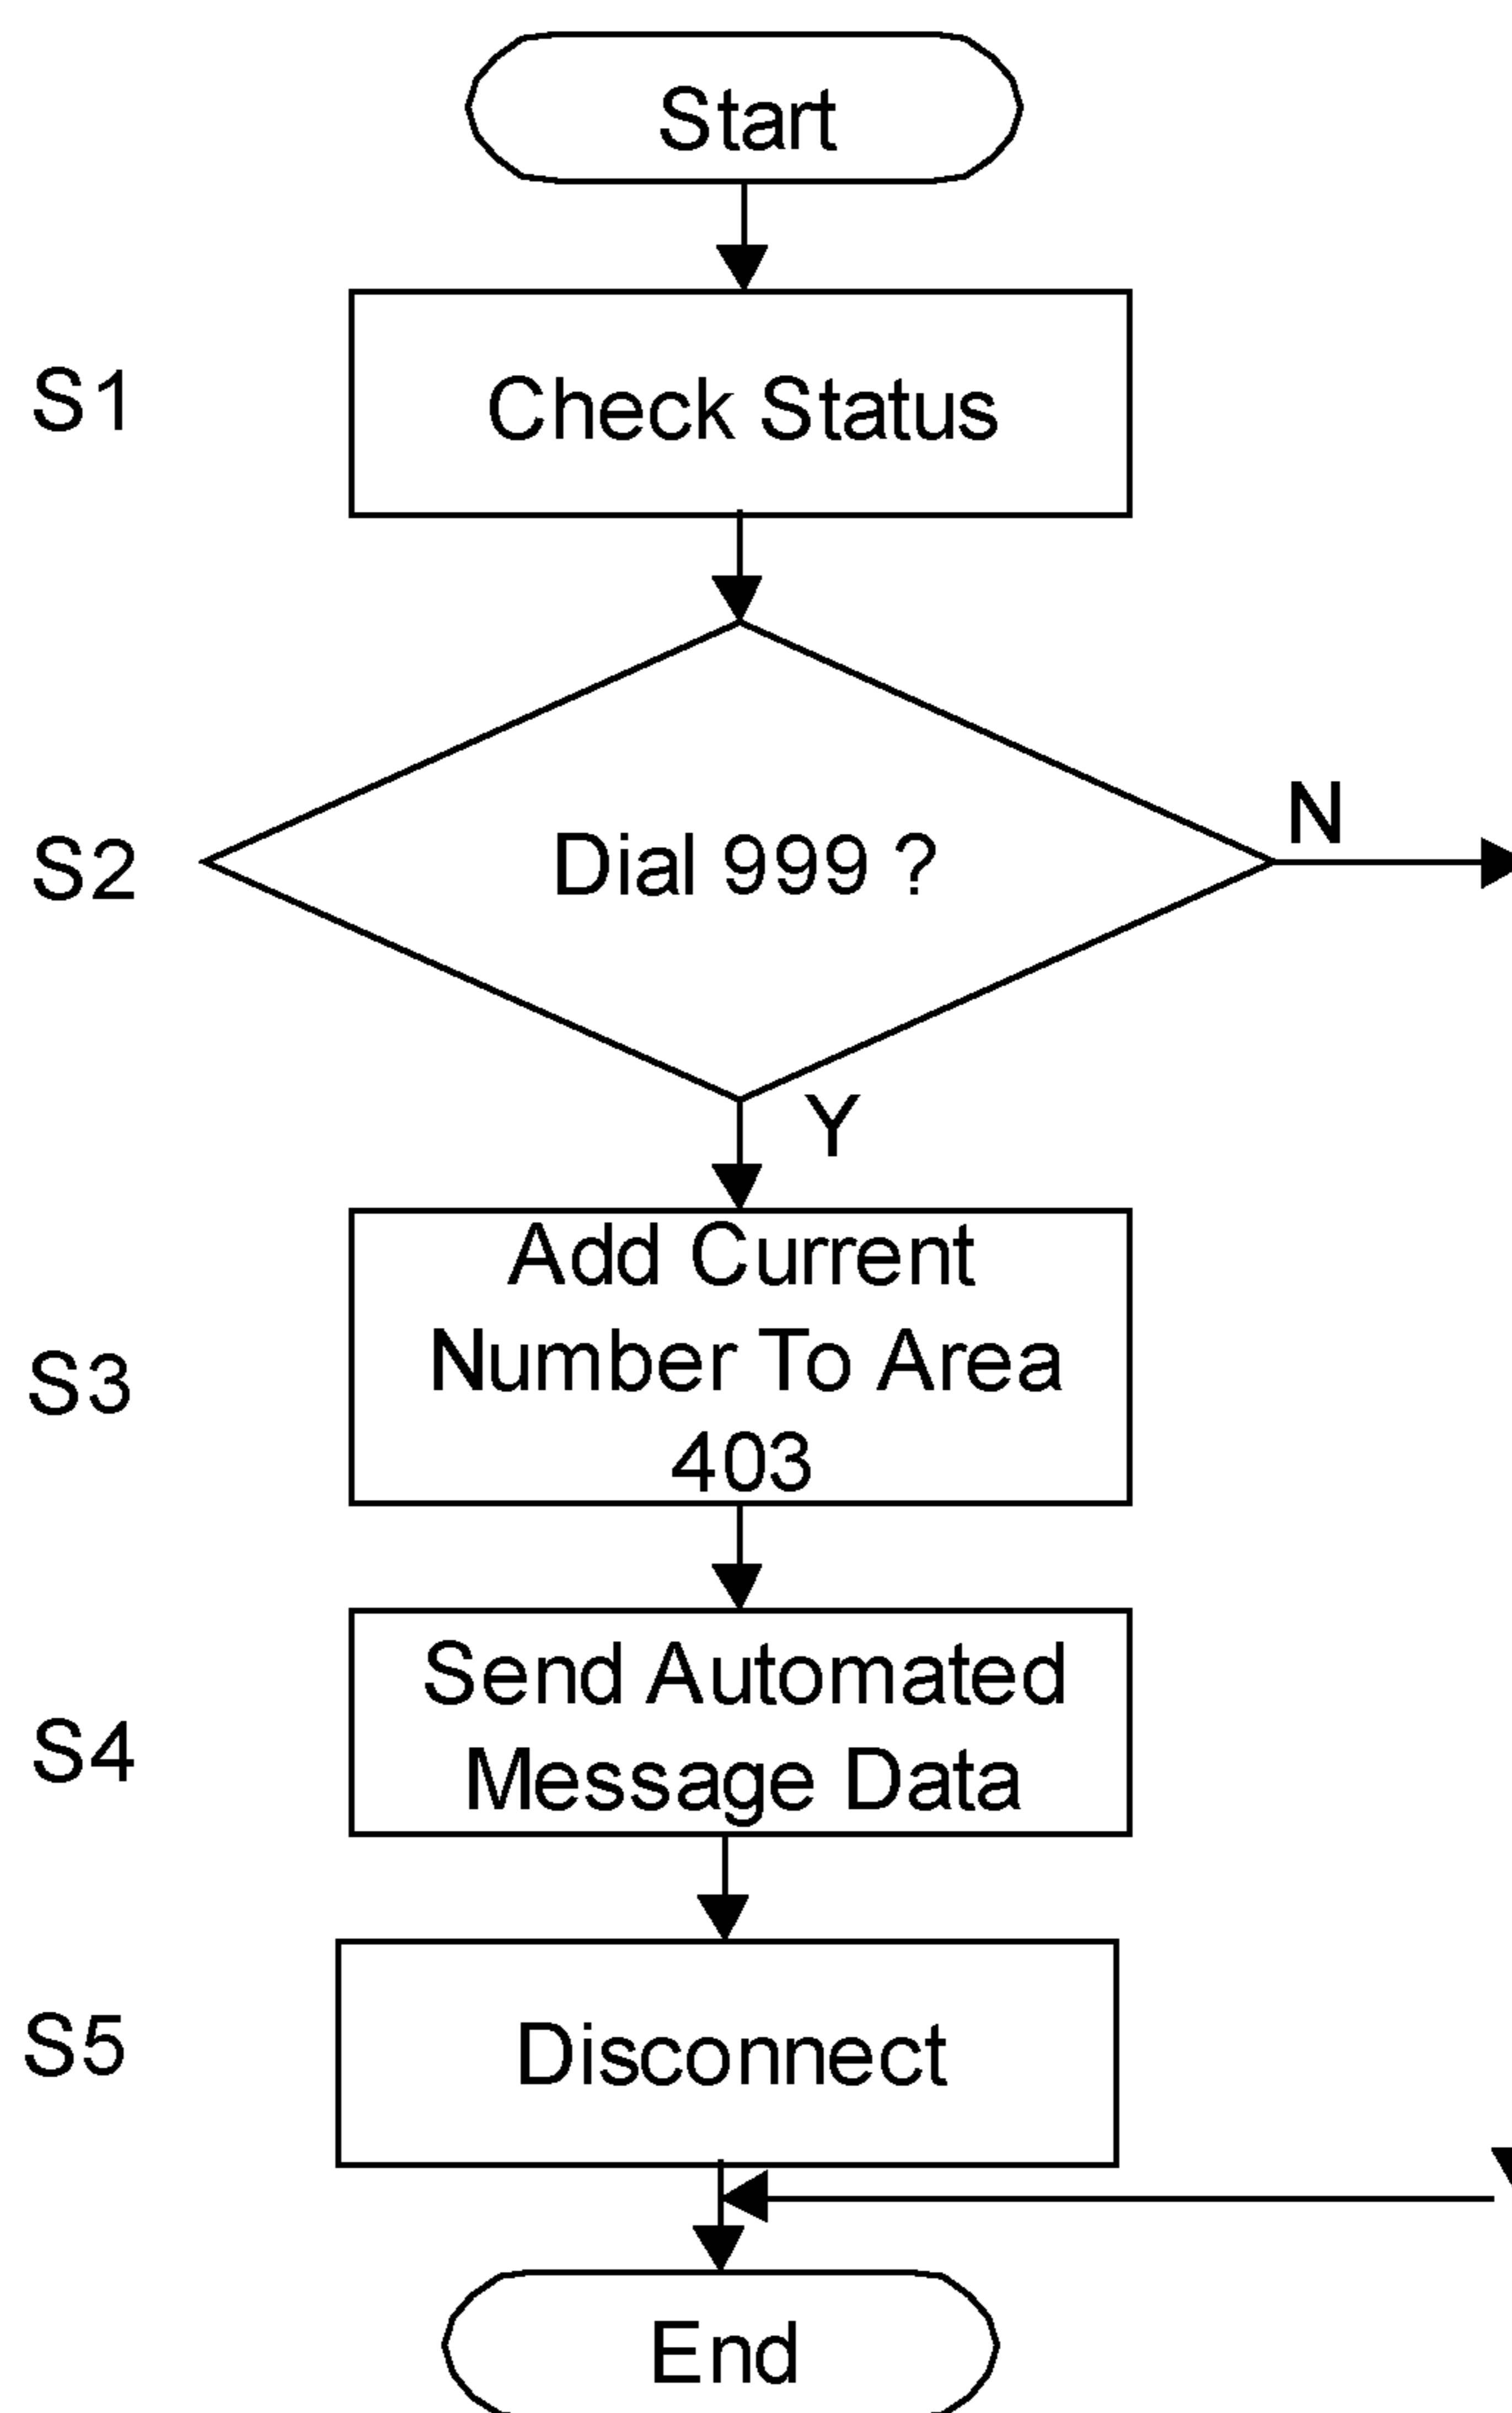 Start
S1
Check Status
S2
Dial 999 ?
N
Y
S3
Add Current
Number To Area
403
S4
Send Automated
Message Data
S5
Disconnect
End